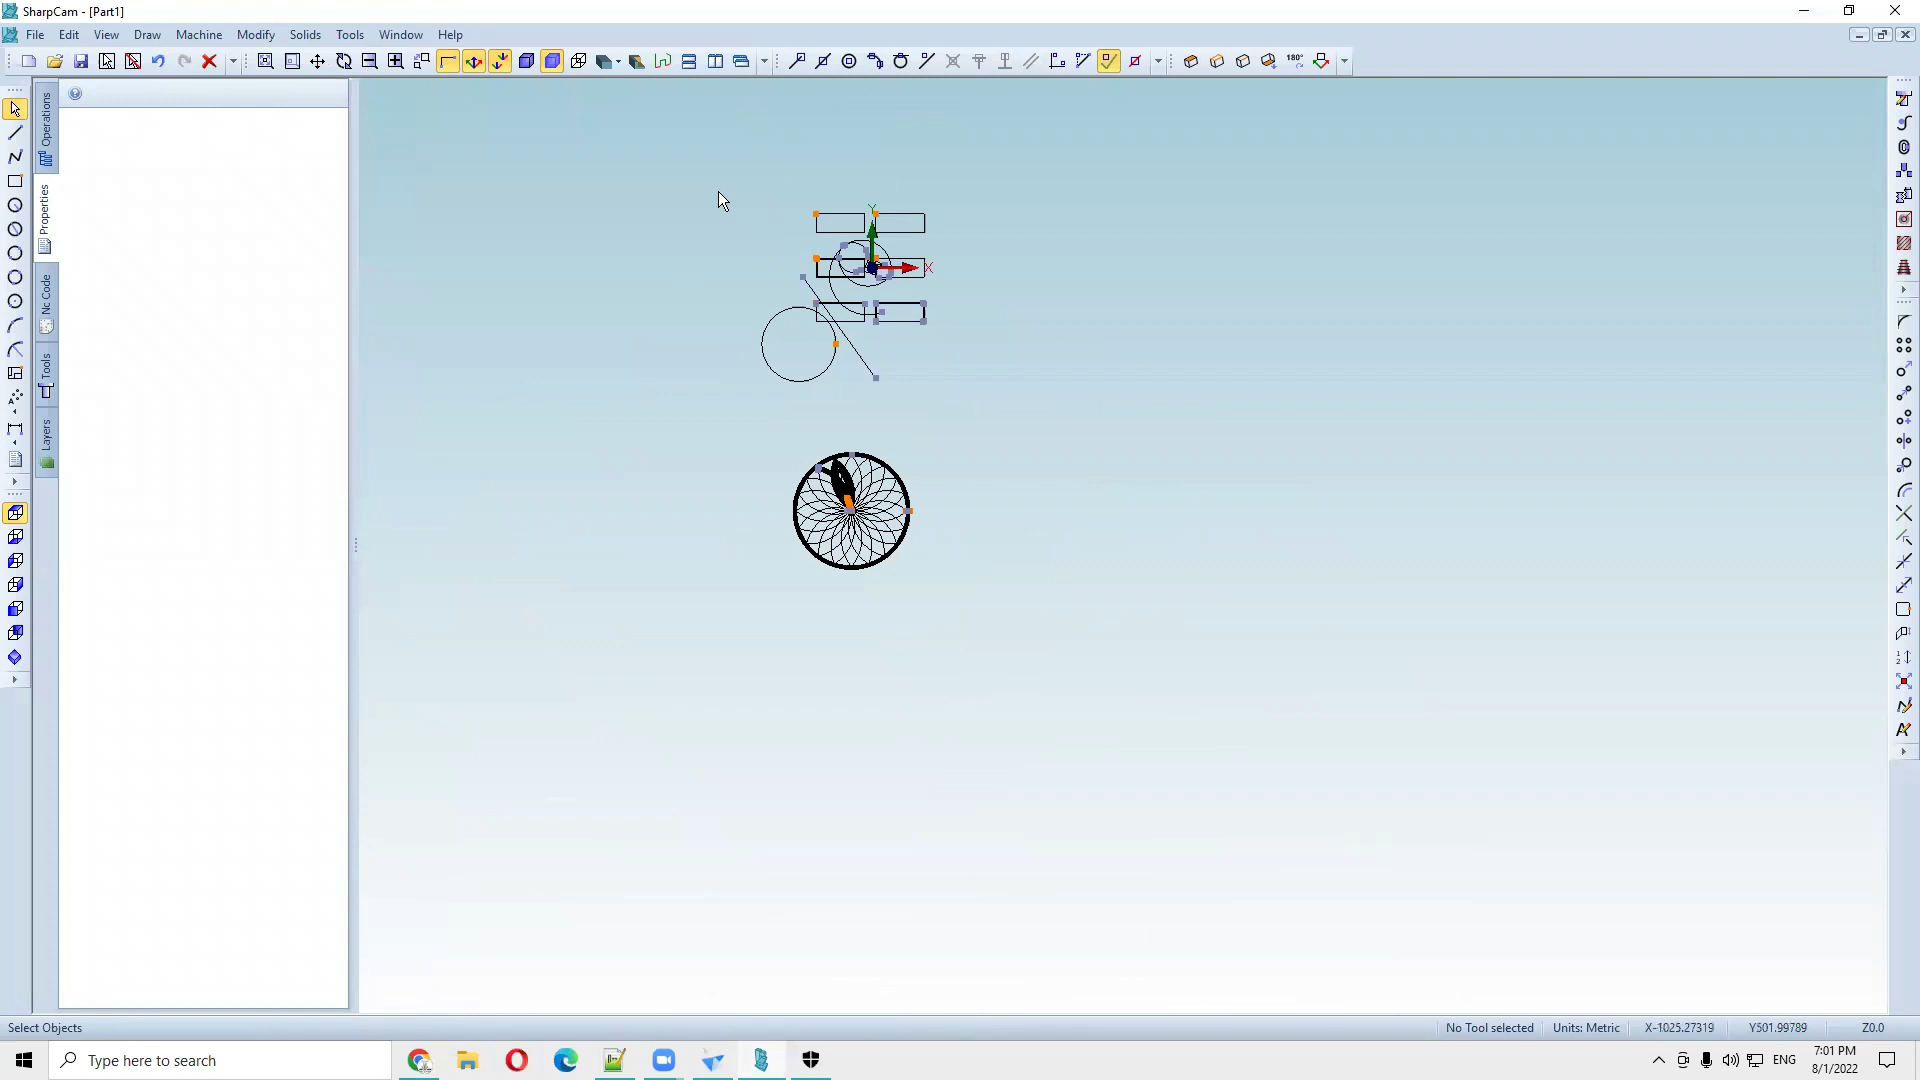 SharpCam - [Part1]
File Edit View Draw Machine Modify Solids Tools Window Help
180°
Operations
Properties
Nc Code
Tools
Layers
Y
X
Select Objects
No Tool selected Units: Metric X-1025.27319 Y501.99789 Z0.0
Type here to search
ENG
7:01 PM
8/1/2022